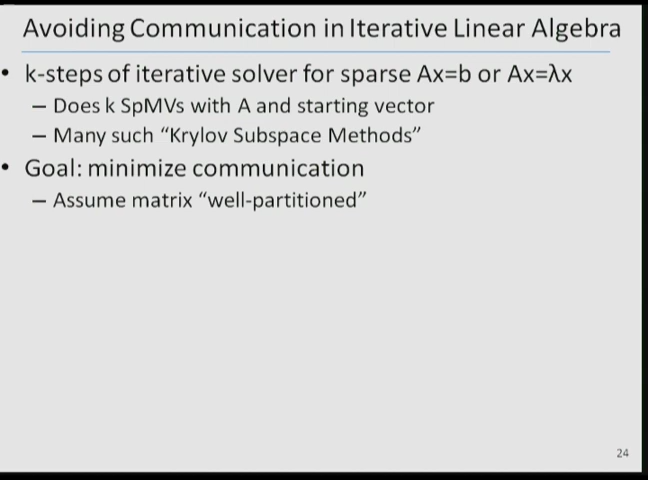 Avoiding Communication in Iterative Linear Algebra
• k-steps of iterative solver for sparse Ax=b or Ax=λx
– Does k SpMVs with A and starting vector
– Many such “Krylov Subspace Methods”
• Goal: minimize communication
– Assume matrix “well-partitioned”
24